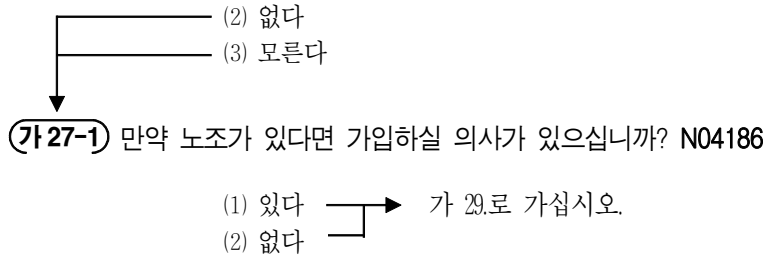 (2) 없다
(3) 모른다
가 27-1 만약 노조가 있다면 가입하실 의사가 있으십니까? N04186
(1) 있다 가 29.로 가십시오.
(2) 없다